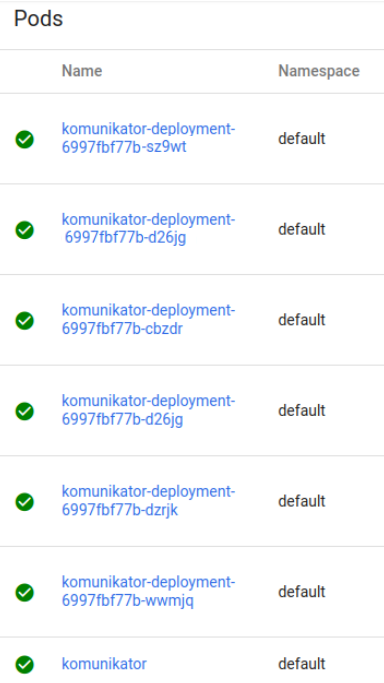 Pods
Name Namespace
komunikator-deployment-
6997fbf77b-sz9wt default
komunikator-deployment-
6997fbf77b-d26jg default
komunikator-deployment-
6997fbf77b-cbzdr default
komunikator-deployment-
6997fbf77b-d26jg default
komunikator-deployment-
6997fbf77b-dzrjk default
komunikator-deployment-
6997fbf77b-wwmjq default
komunikator default